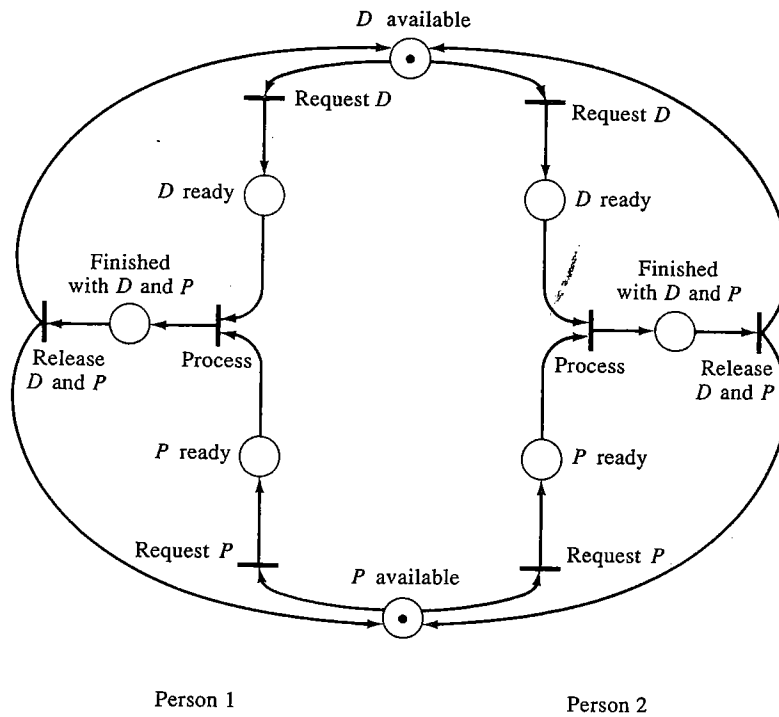 D available
Request D
Request D
D ready
D ready
Finished
with D and P
Finished
with D and P
Release
D and P
Process
Process
Release
D and P
P ready
P ready
Request P
Request P
P available
Person 1
Person 2